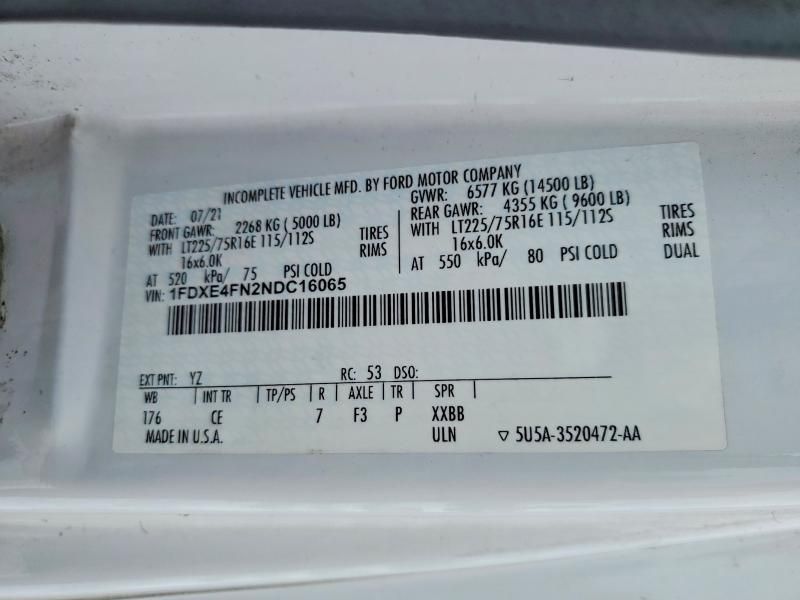 INCOMPLETE VEHICLE MFD. BY FORD MOTOR COMPANY
DATE: 07/21
GVWR: 6577 KG (14500 LB)
FRONT GAWR: 2268 KG ( 5000 LB)
REAR GAWR: 4355 KG ( 9600 LB)
WITH LT225/75R16E 115/112S TIRES
WITH LT225/75R16E 115/112S TIRES
16x6.0K RIMS
16x6.0K RIMS
AT 520 kPa/ 75 PSI COLD
AT 550 kPa/ 80 PSI COLD DUAL
VIN: 1FDXE4FN2NDC16065
EXT PNT: YZ RC: 53 DSO:
WB INT TR TP/PS R AXLE TR SPR
176 CE 7 F3 P XXBB
MADE IN U.S.A. ULN ▽ 5U5A-3520472-AA